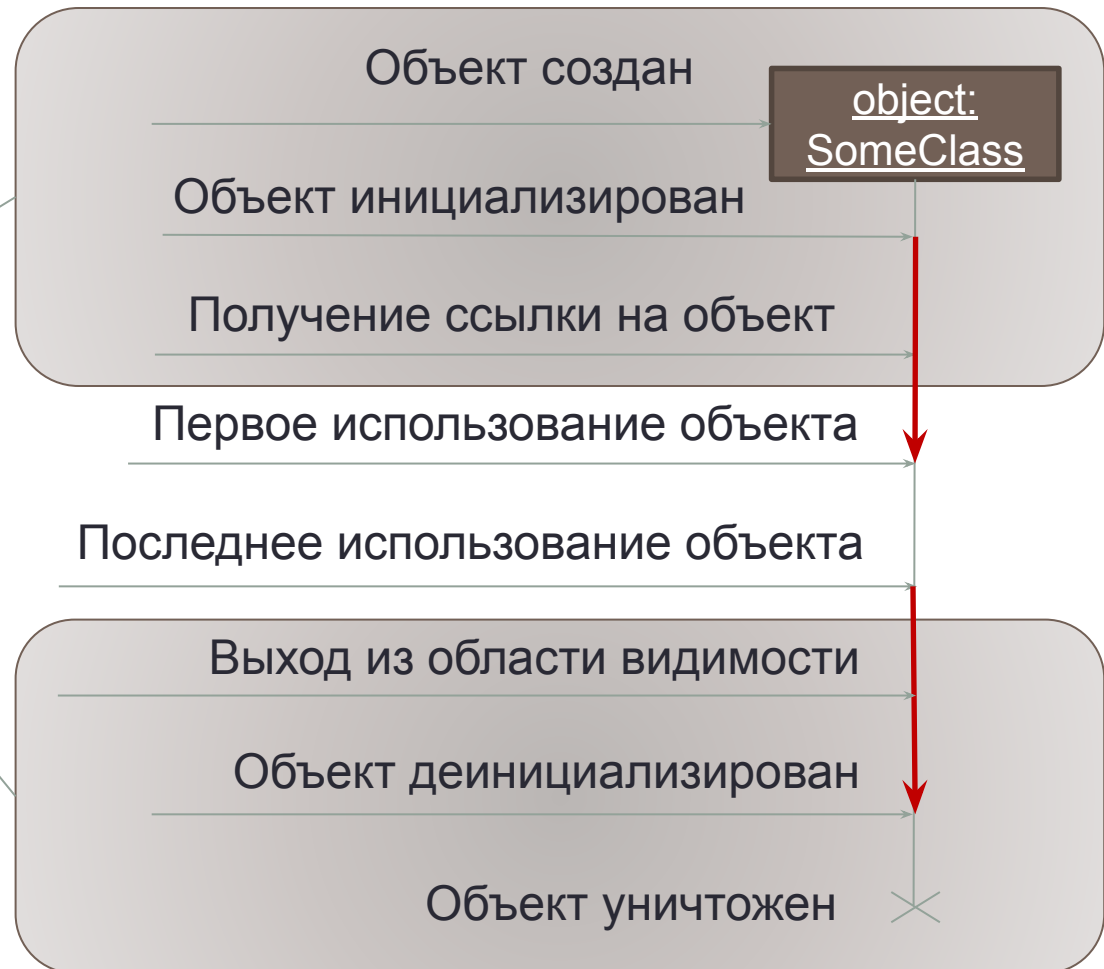 Объект создан
object:
SomeClass
Объект инициализирован
Получение ссылки на объект
Первое использование объекта
Последнее использование объекта
Выход из области видимости
Объект деинициализирован
Объект уничтожен